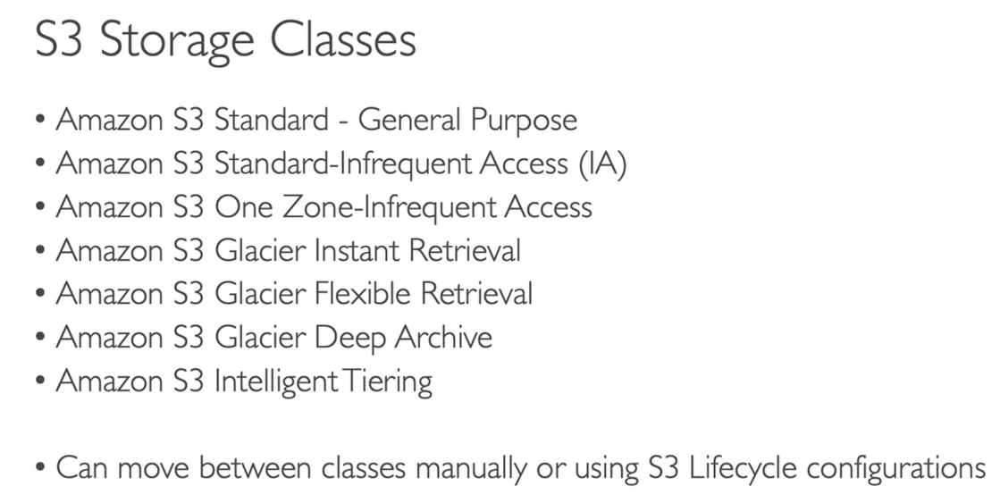 S3 Storage Classes
• Amazon S3 Standard - General Purpose
• Amazon S3 Standard-Infrequent Access (IA)
• Amazon S3 One Zone-Infrequent Access
• Amazon S3 Glacier Instant Retrieval
• Amazon S3 Glacier Flexible Retrieval
• Amazon S3 Glacier Deep Archive
• Amazon S3 Intelligent Tiering
• Can move between classes manually or using S3 Lifecycle configurations